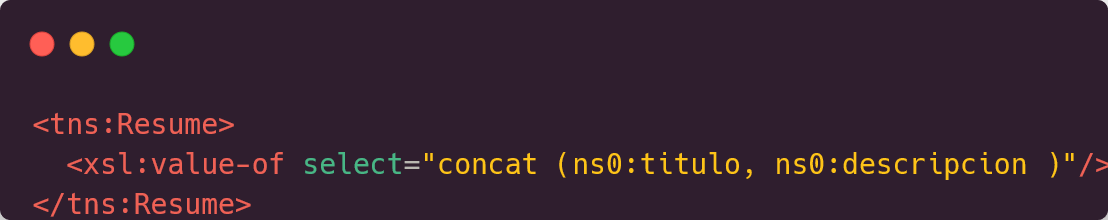 <tns:Resume>
  <xsl:value-of select="concat (ns0:titulo, ns0:descripcion )"/>
</tns:Resume>